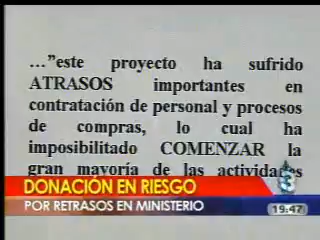 ..."este proyecto ha sufrido
ATRASOS importantes en
contratación de personal y procesos
de compras, lo cual ha
imposibilitado COMENZAR la
gran mayoría de las actividades
DONACIÓN EN RIESGO
POR RETRASOS EN MINISTERIO
3
19:47